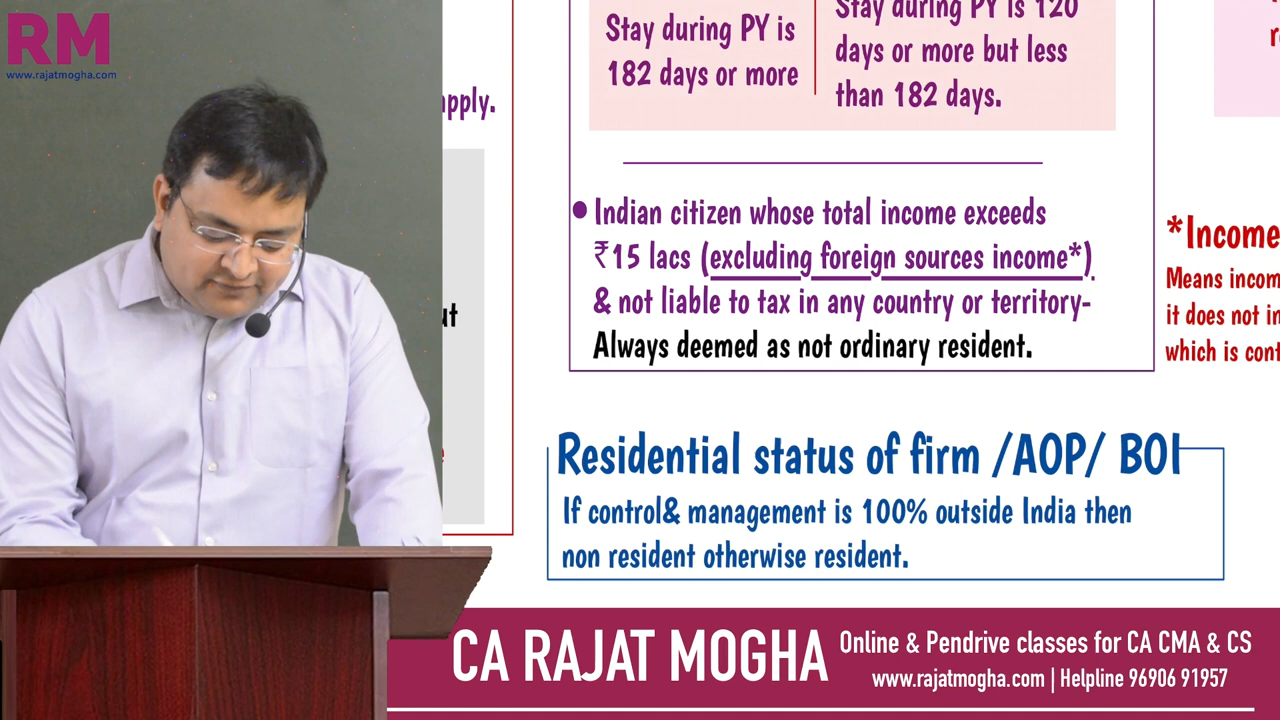 RM
www.rajatmogha.com
apply.
Stay during PY is
182 days or more
Stay during PY is 120
days or more but less
than 182 days.
• Indian citizen whose total income exceeds
₹15 lacs (excluding foreign sources income*)
& not liable to tax in any country or territory-
Always deemed as not ordinary resident.
*Income
Means incom
it does not in
which is cont
Residential status of firm /AOP/ BOI
If control& management is 100% outside India then
non resident otherwise resident.
CA RAJAT MOGHA
Online & Pendrive classes for CA CMA & CS
www.rajatmogha.com | Helpline 96906 91957